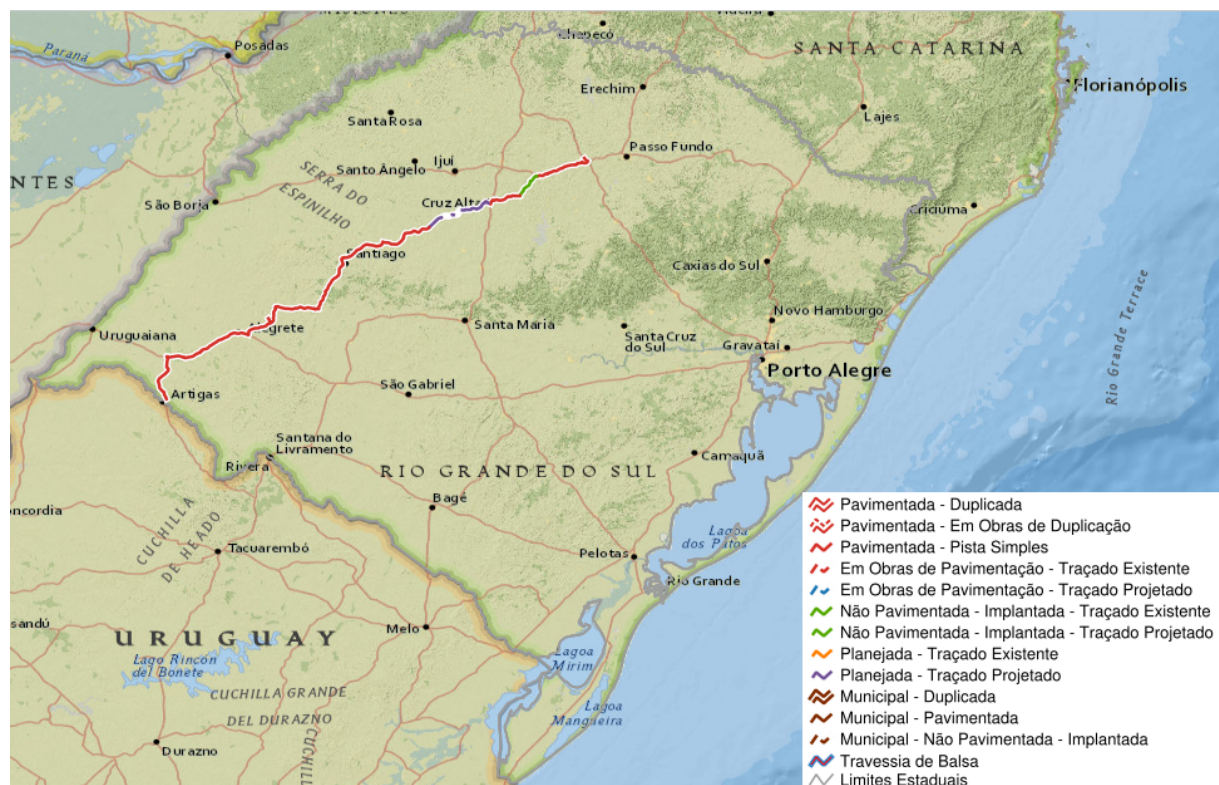 MISIONES
Chapecó
Videira
Posadas
Paraná
SANTA CATARINA
Florianópolis
Erechim
Lajes
Santa Rosa
Passo Fundo
Ijuí
Santo Ângelo
SERRA DO
ESPINILHO
NTES
São Borja
Cruz Alta
Criciuma
Santiago
Caxias do Sul
Novo Hamburgo
Uruguaiana
Alegrete
Santa Maria
Santa Cruz
do Sul
Gravataí
Porto Alegre
Rio Grande Terrace
Artigas
São Gabriel
Santana do
Livramento
Rivera
RIO GRANDE DO SUL
Camaquã
Bagé
oncordia
CUCHILLA
DE HEADO
Tacuarembó
Lagoa
dos Patos
Pelotas
Rio Grande
sandú
URUGUAY
Melo
Lago Rincón
del Bonete
Lagoa
Mirim
CUCHILLA GRANDE
DEL DURAZNO
CUCHILL
Lagoa
Mangueira
Durazno
Pavimentada - Duplicada
Pavimentada - Em Obras de Duplicação
Pavimentada - Pista Simples
Em Obras de Pavimentação - Traçado Existente
Em Obras de Pavimentação - Traçado Projetado
Não Pavimentada - Implantada - Traçado Existente
Não Pavimentada - Implantada - Traçado Projetado
Planejada - Traçado Existente
Planejada - Traçado Projetado
Municipal - Duplicada
Municipal - Pavimentada
Municipal - Não Pavimentada - Implantada
Travessia de Balsa
Limites Estaduais